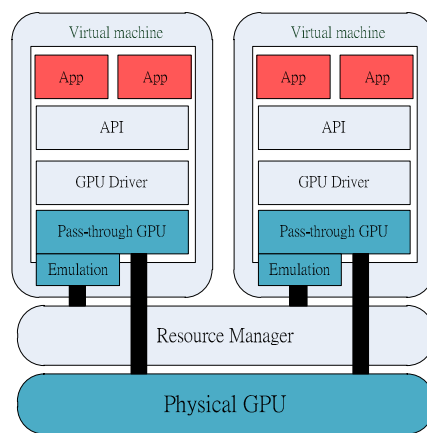 Virtual machine
App App
API
GPU Driver
Pass-through GPU
Emulation
Virtual machine
App App
API
GPU Driver
Pass-through GPU
Emulation
Resource Manager
Physical GPU